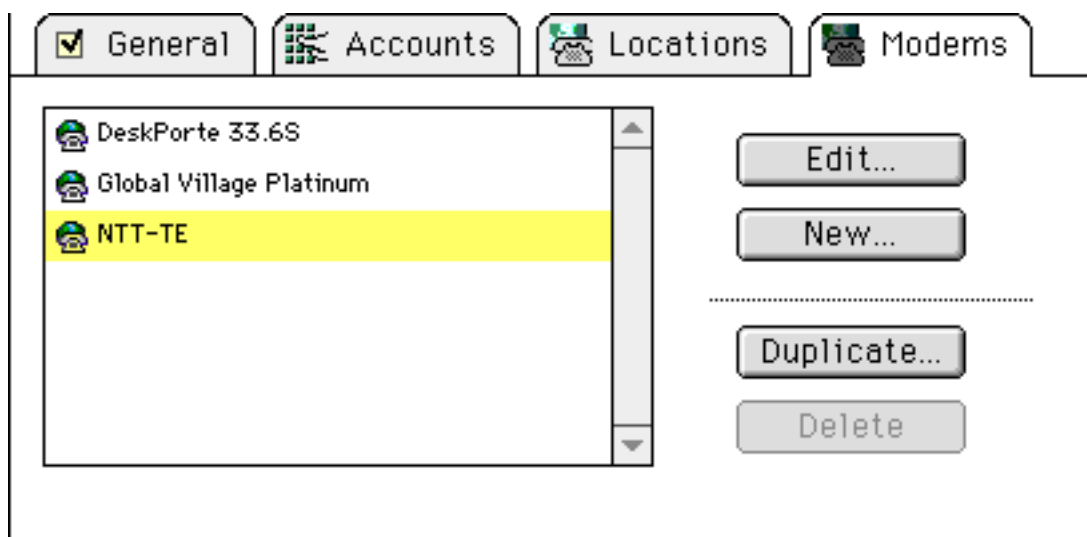 General Accounts Locations Modems
DeskPorte 33.6S
Global Village Platinum
NTT-TE
Edit...
New...
Duplicate...
Delete